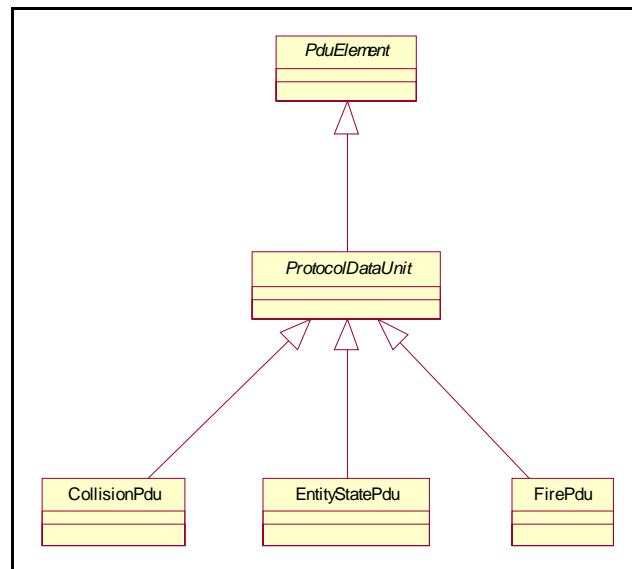 PduElement
ProtocolDataUnit
CollisionPdu
EntityStatePdu
FirePdu